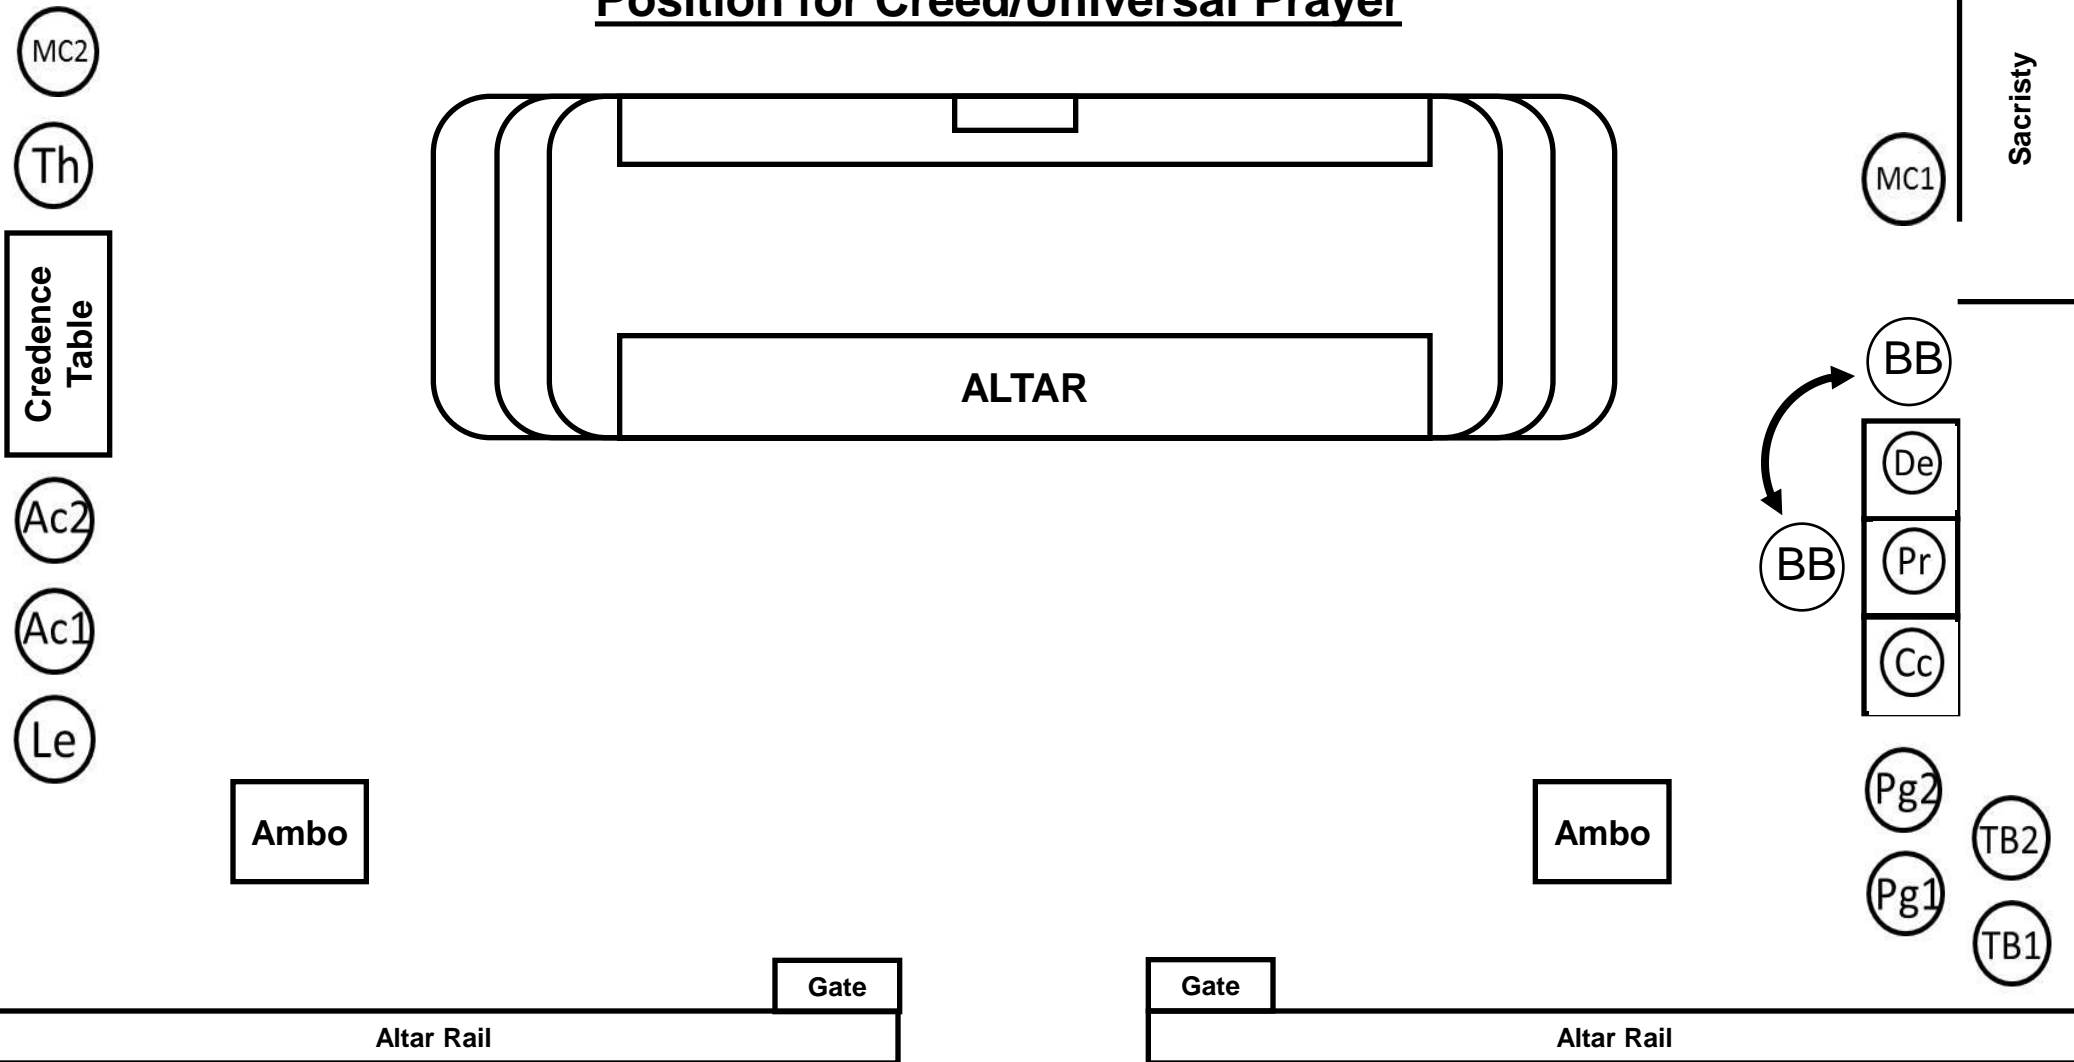 Position for Creed/Universal Prayer
MC2
Th
Credence
Table
Ac2
Ac1
Le
Ambo
ALTAR
Sacristy
MC1
BB
De
BB
Pr
Cc
Pg2
TB2
Ambo
Pg1
TB1
Gate
Gate
Altar Rail
Altar Rail